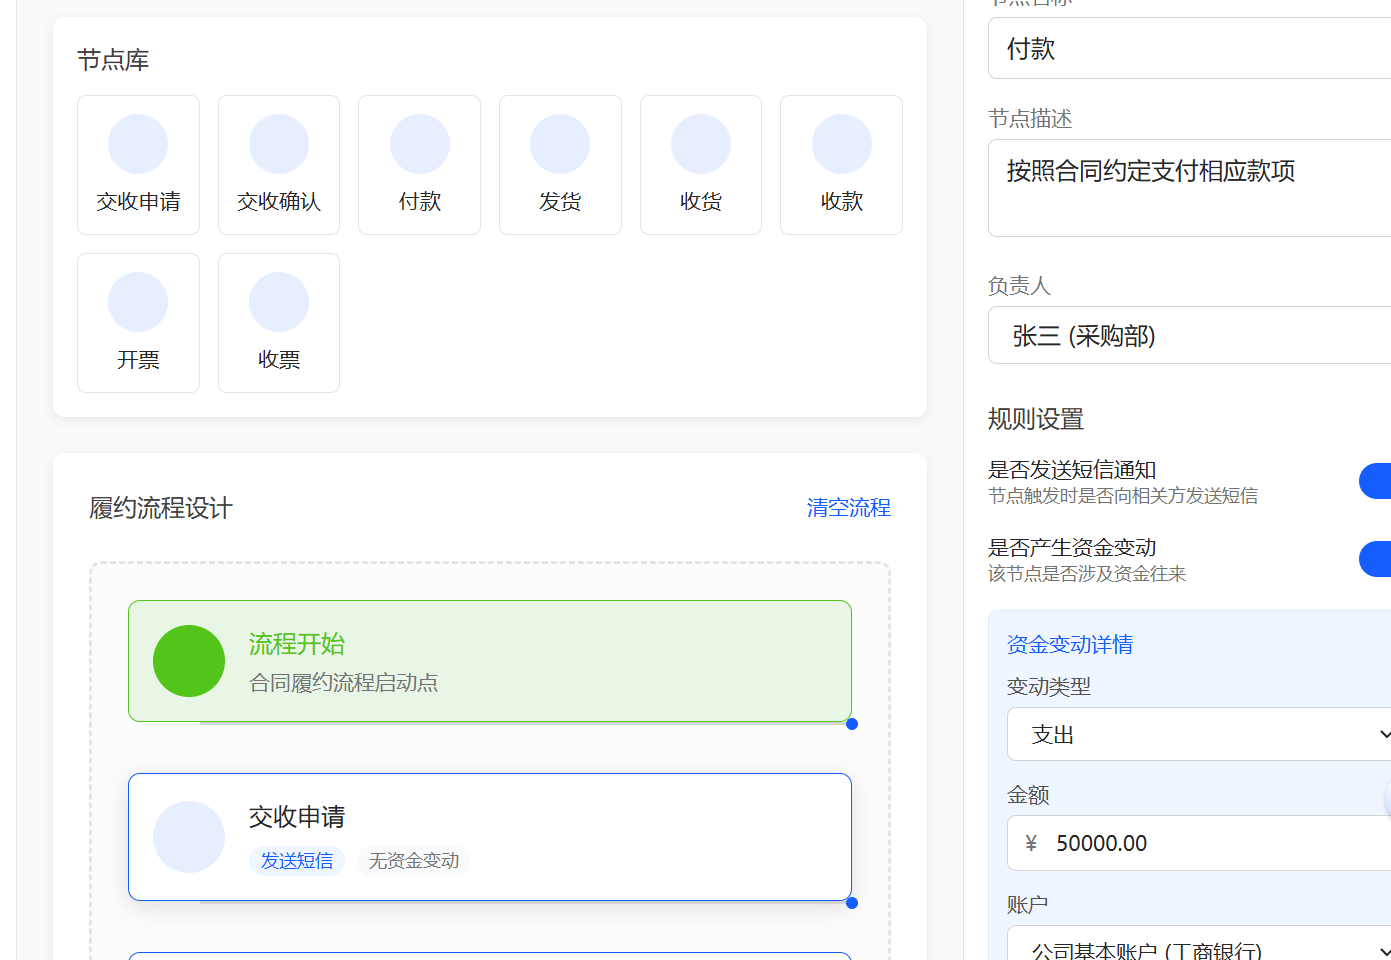 节点库
交收申请
交收确认
付款
发货
收货
收款
开票
收票
履约流程设计
清空流程
流程开始
合同履约流程启动点
交收申请
发送短信
无资金变动
节点名称
付款
节点描述
按照合同约定支付相应款项
负责人
张三 (采购部)
规则设置
是否发送短信通知
节点触发时是否向相关方发送短信
是否产生资金变动
该节点是否涉及资金往来
资金变动详情
变动类型
支出
金额
¥ 50000.00
账户
公司基本账户 (工商银行)